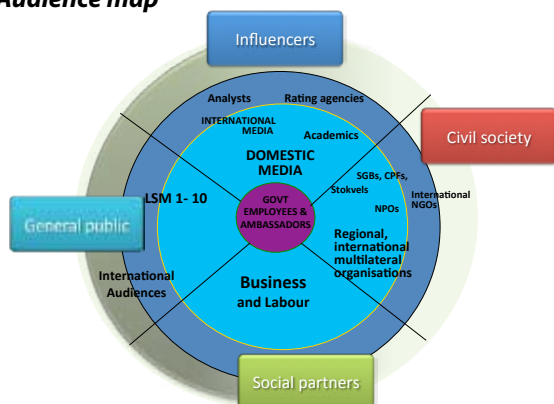 Audience map
Influencers
Analysts
Rating agencies
INTERNATIONAL
MEDIA
Academics
DOMESTIC
MEDIA
Civil society
SGBs, CPFs,
Stokvels
International
NGOs
NPOs
LSM 1- 10
GOVT
EMPLOYEES &
AMBASSADORS
General public
Regional,
international
multilateral
organisations
International
Audiences
Business
and Labour
Social partners